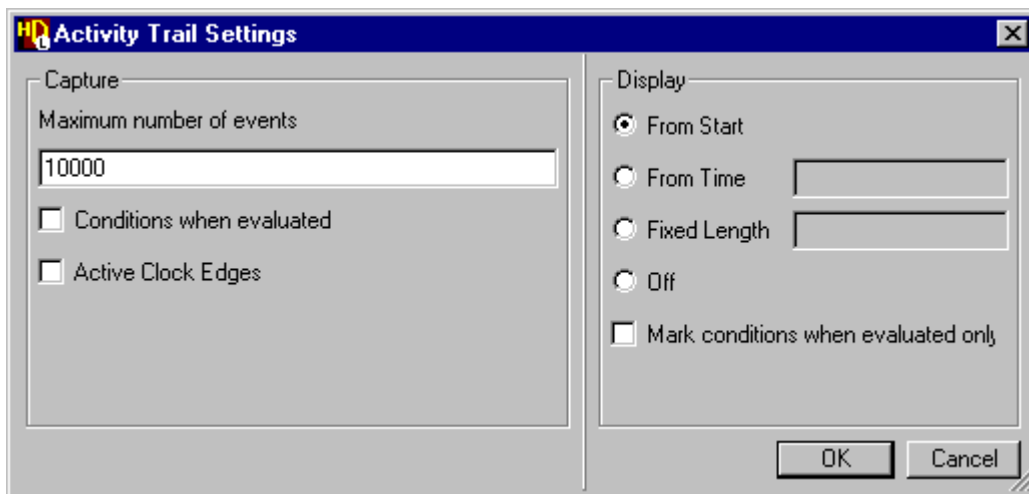 HDL Activity Trail Settings
Capture
Maximum number of events
10000
Conditions when evaluated
Active Clock Edges
Display
From Start
From Time
Fixed Length
Off
Mark conditions when evaluated only
OK Cancel